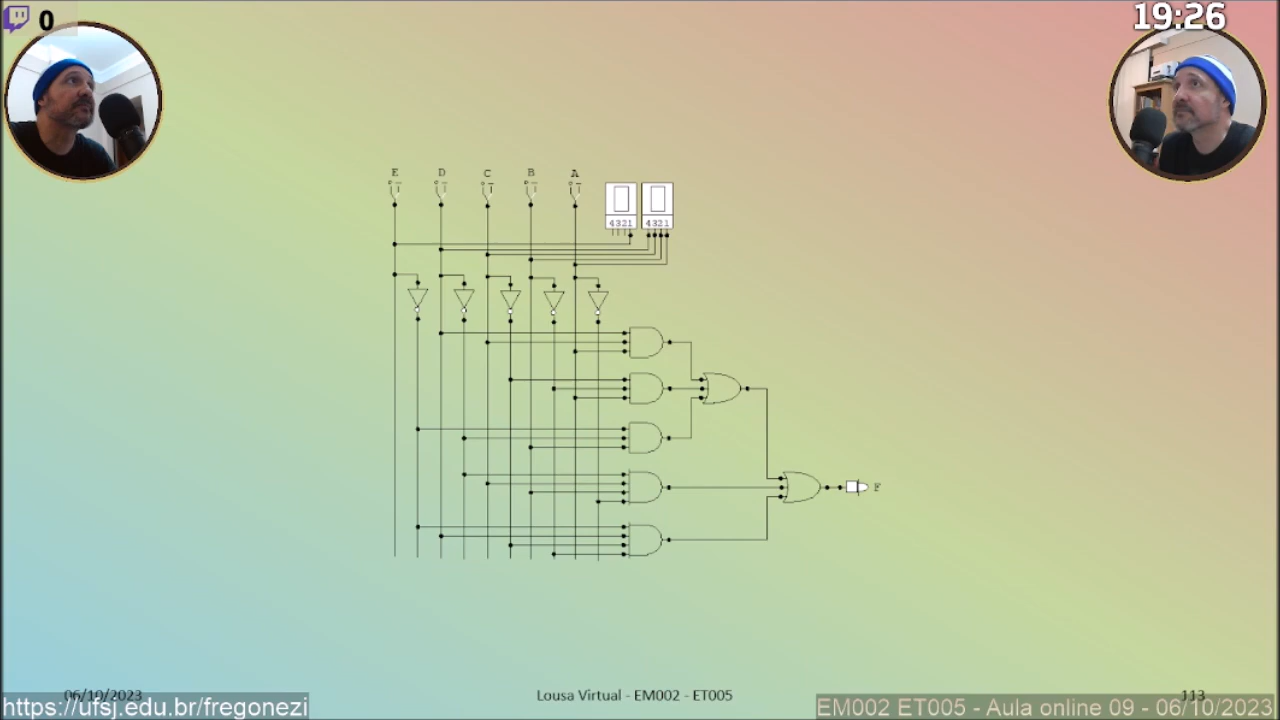 0
19:26
E D C B A
4321 4321
F
06/10/2023
Lousa Virtual - EM002 - ET005
113
https://ufsj.edu.br/fregonezi
EM002 ET005 - Aula online 09 - 06/10/2023